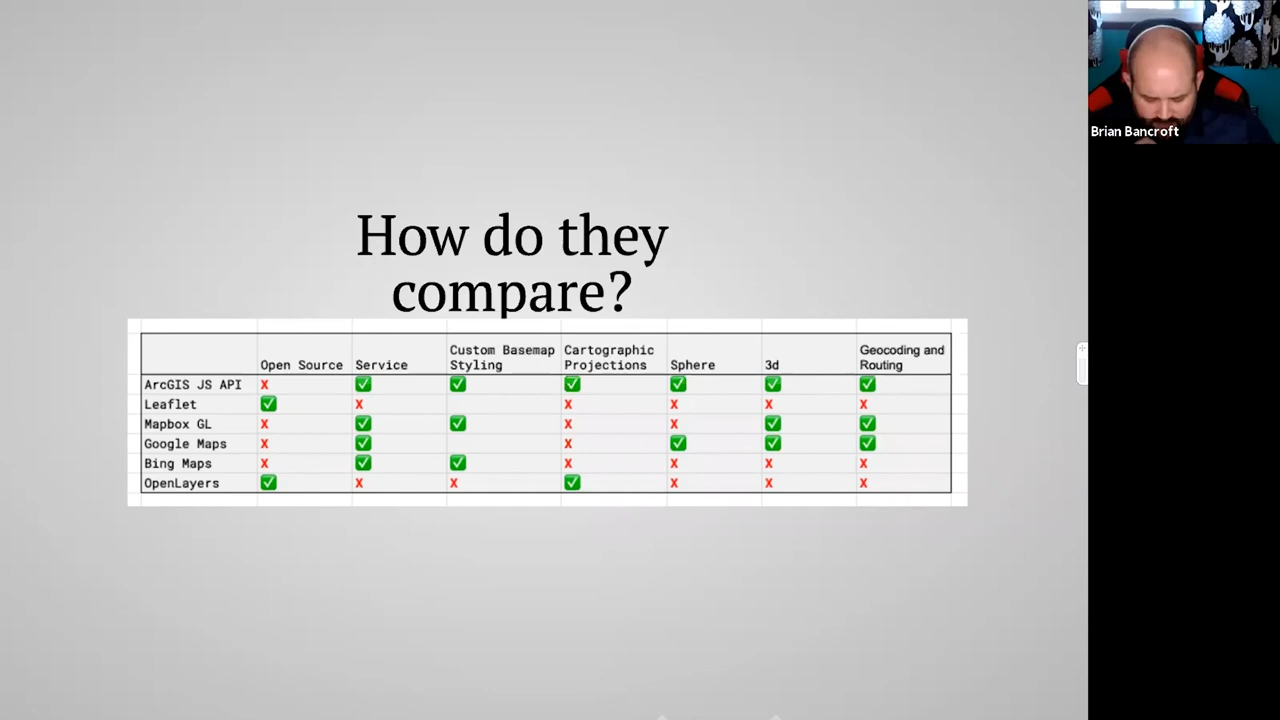 How do they
compare?
Open Source Service Custom Basemap Styling Cartographic Projections Sphere 3d Geocoding and Routing
ArcGIS JS API X ✅ ✅ ✅ ✅ ✅ ✅
Leaflet ✅ X X X X X
Mapbox GL X ✅ ✅ X X ✅ ✅
Google Maps X ✅ X ✅ ✅ ✅
Bing Maps X ✅ ✅ X X X X
OpenLayers ✅ X X ✅ X X X
Brian Bancroft